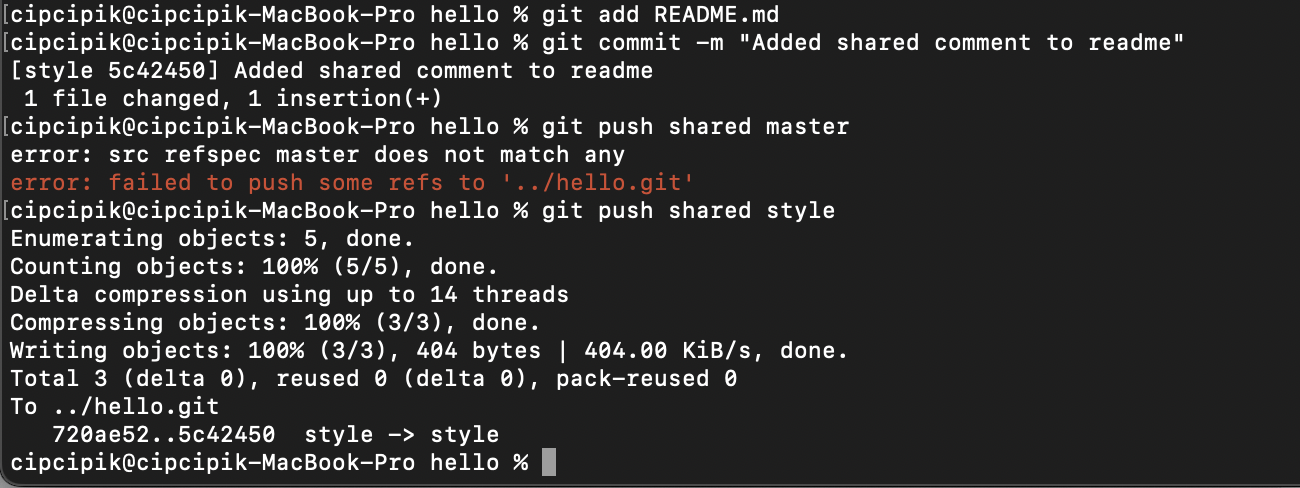 [cipcipik@cipcipik-MacBook-Pro hello % git add README.md
[cipcipik@cipcipik-MacBook-Pro hello % git commit -m "Added shared comment to readme"
[style 5c42450] Added shared comment to readme
 1 file changed, 1 insertion(+)
[cipcipik@cipcipik-MacBook-Pro hello % git push shared master
error: src refspec master does not match any
error: failed to push some refs to '../hello.git'
[cipcipik@cipcipik-MacBook-Pro hello % git push shared style
Enumerating objects: 5, done.
Counting objects: 100% (5/5), done.
Delta compression using up to 14 threads
Compressing objects: 100% (3/3), done.
Writing objects: 100% (3/3), 404 bytes | 404.00 KiB/s, done.
Total 3 (delta 0), reused 0 (delta 0), pack-reused 0
To ../hello.git
   720ae52..5c42450  style -> style
cipcipik@cipcipik-MacBook-Pro hello %